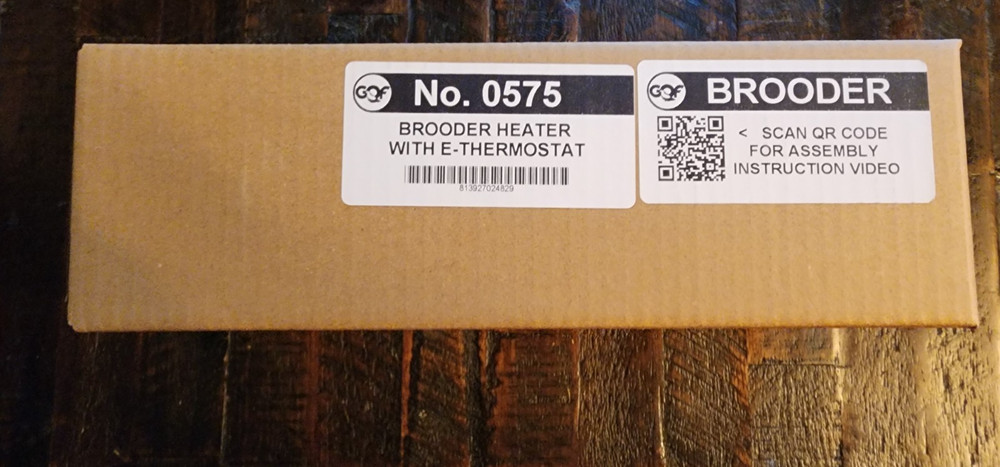 GQF No. 0575
BROODER HEATER
WITH E-THERMOSTAT
813927024829
GQF BROODER
< SCAN QR CODE
FOR ASSEMBLY
INSTRUCTION VIDEO